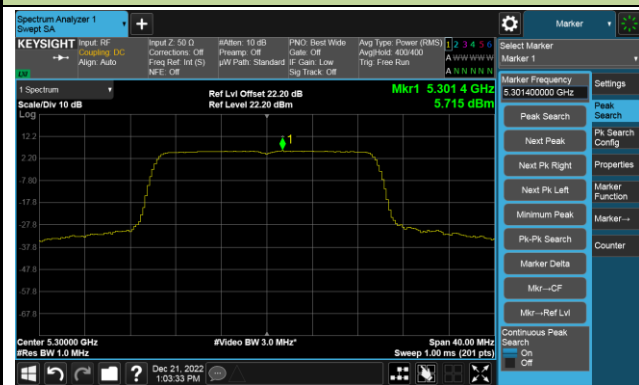 Spectrum Analyzer 1
Swept SA
+
Marker
KEYSIGHT
Input: RF
Coupling: DC
Align: Auto
Input Z: 50 Ω
Corrections: Off
Freq Ref: Int (S)
NFE: Off
#Atten: 10 dB
Preamp: Off
µW Path: Standard
PNO: Best Wide
Gate: Off
IF Gain: Low
Sig Track: Off
Avg Type: Power (RMS)
Avg|Hold: 400/400
Trig: Free Run
1 2 3 4 5 6
A W W W W W
A N N N N N
Select Marker
Marker 1
1 Spectrum
Scale/Div 10 dB
Log
Ref Lvl Offset 22.20 dB
Ref Level 22.20 dBm
Mkr1 5.301 4 GHz
5.715 dBm
1
12.2
2.20
-7.80
-17.8
-27.8
-37.8
-47.8
-57.8
-67.8
Center 5.30000 GHz
#Res BW 1.0 MHz
#Video BW 3.0 MHz*
Span 40.00 MHz
Sweep 1.00 ms (201 pts)
Marker Frequency
5.301400000 GHz
Peak Search
Next Peak
Next Pk Right
Next Pk Left
Minimum Peak
Pk-Pk Search
Marker Delta
Mkr→CF
Mkr→Ref Lvl
Continuous Peak
Search
On
Off
Settings
Peak
Search
Pk Search
Config
Properties
Marker
Function
Marker→
Counter
?
Dec 21, 2022
1:03:33 PM